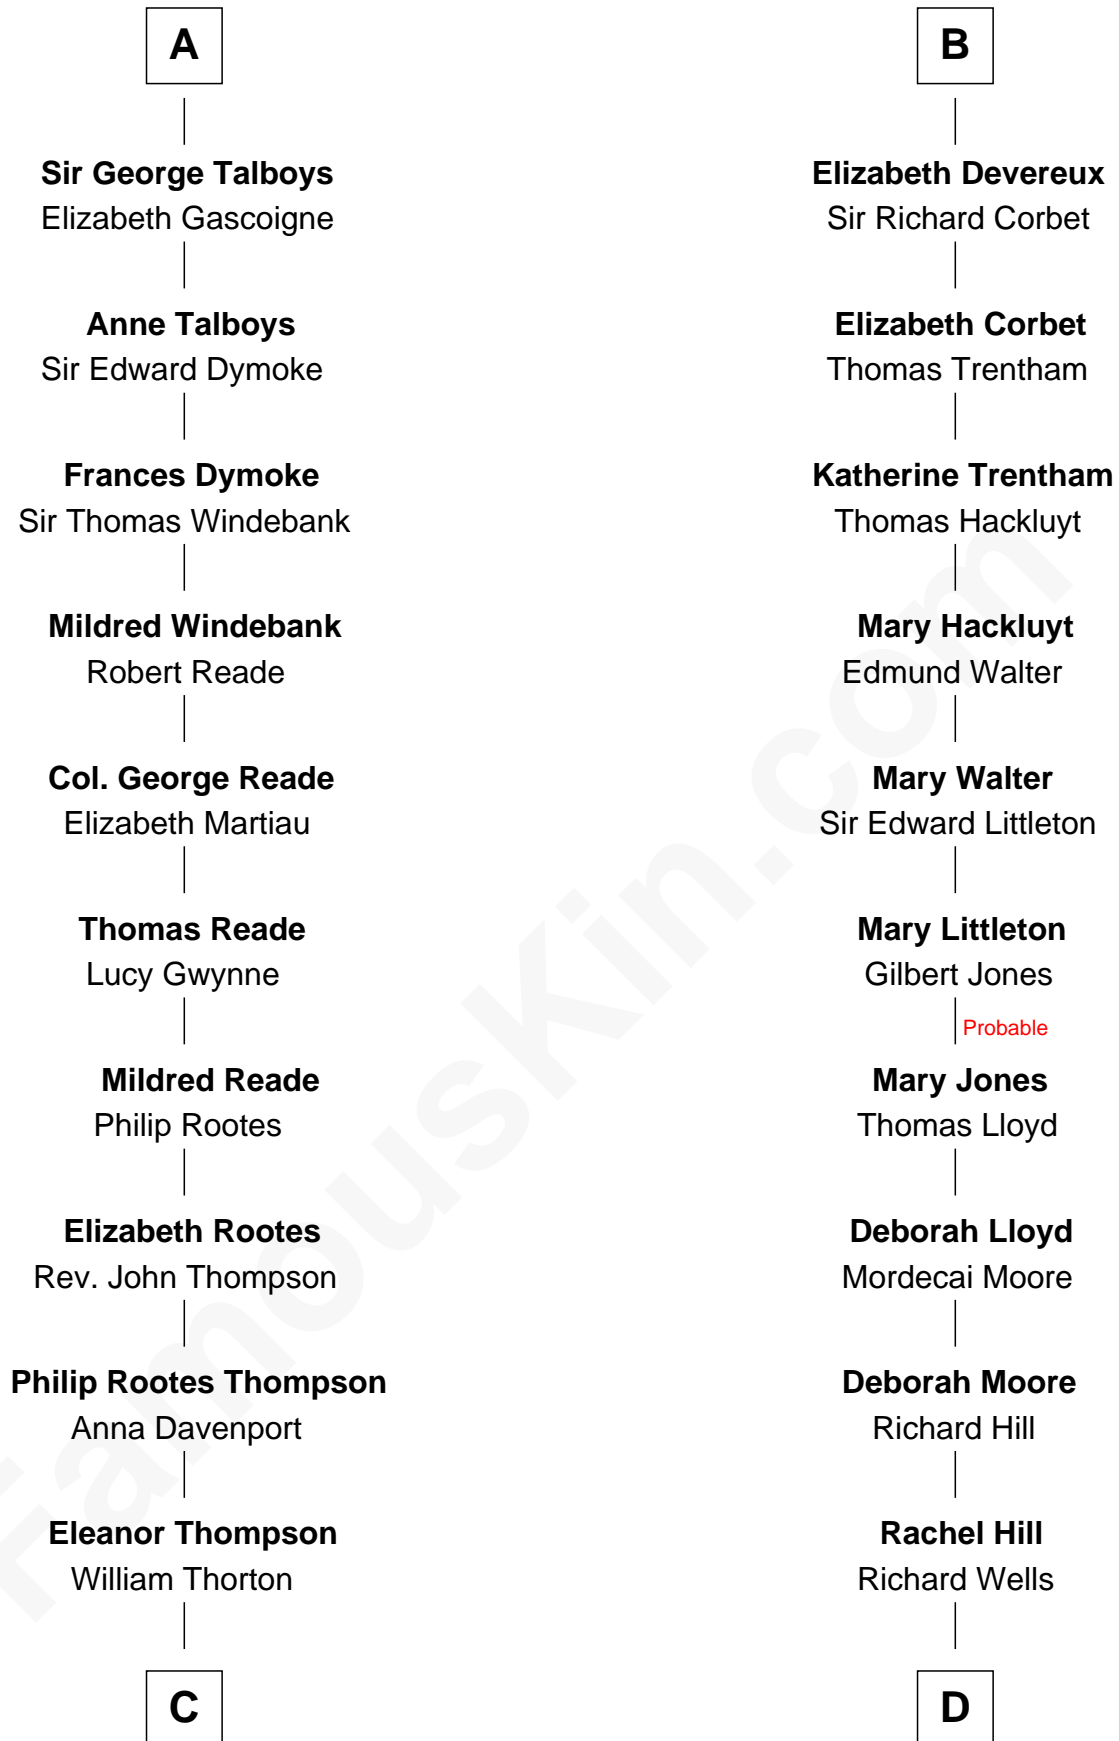 A
Sir George Talboys
Elizabeth Gascoigne
Anne Talboys
Sir Edward Dymoke
Frances Dymoke
Sir Thomas Windebank
Mildred Windebank
Robert Reade
Col. George Reade
Elizabeth Martiau
Thomas Reade
Lucy Gwynne
Mildred Reade
Philip Rootes
Elizabeth Rootes
Rev. John Thompson
Philip Rootes Thompson
Anna Davenport
Eleanor Thompson
William Thorton
C
B
Elizabeth Devereux
Sir Richard Corbet
Elizabeth Corbet
Thomas Trentham
Katherine Trentham
Thomas Hackluyt
Mary Hackluyt
Edmund Walter
Mary Walter
Sir Edward Littleton
Mary Littleton
Gilbert Jones
Probable
Mary Jones
Thomas Lloyd
Deborah Lloyd
Mordecai Moore
Deborah Moore
Richard Hill
Rachel Hill
Richard Wells
D
FamousKin.com